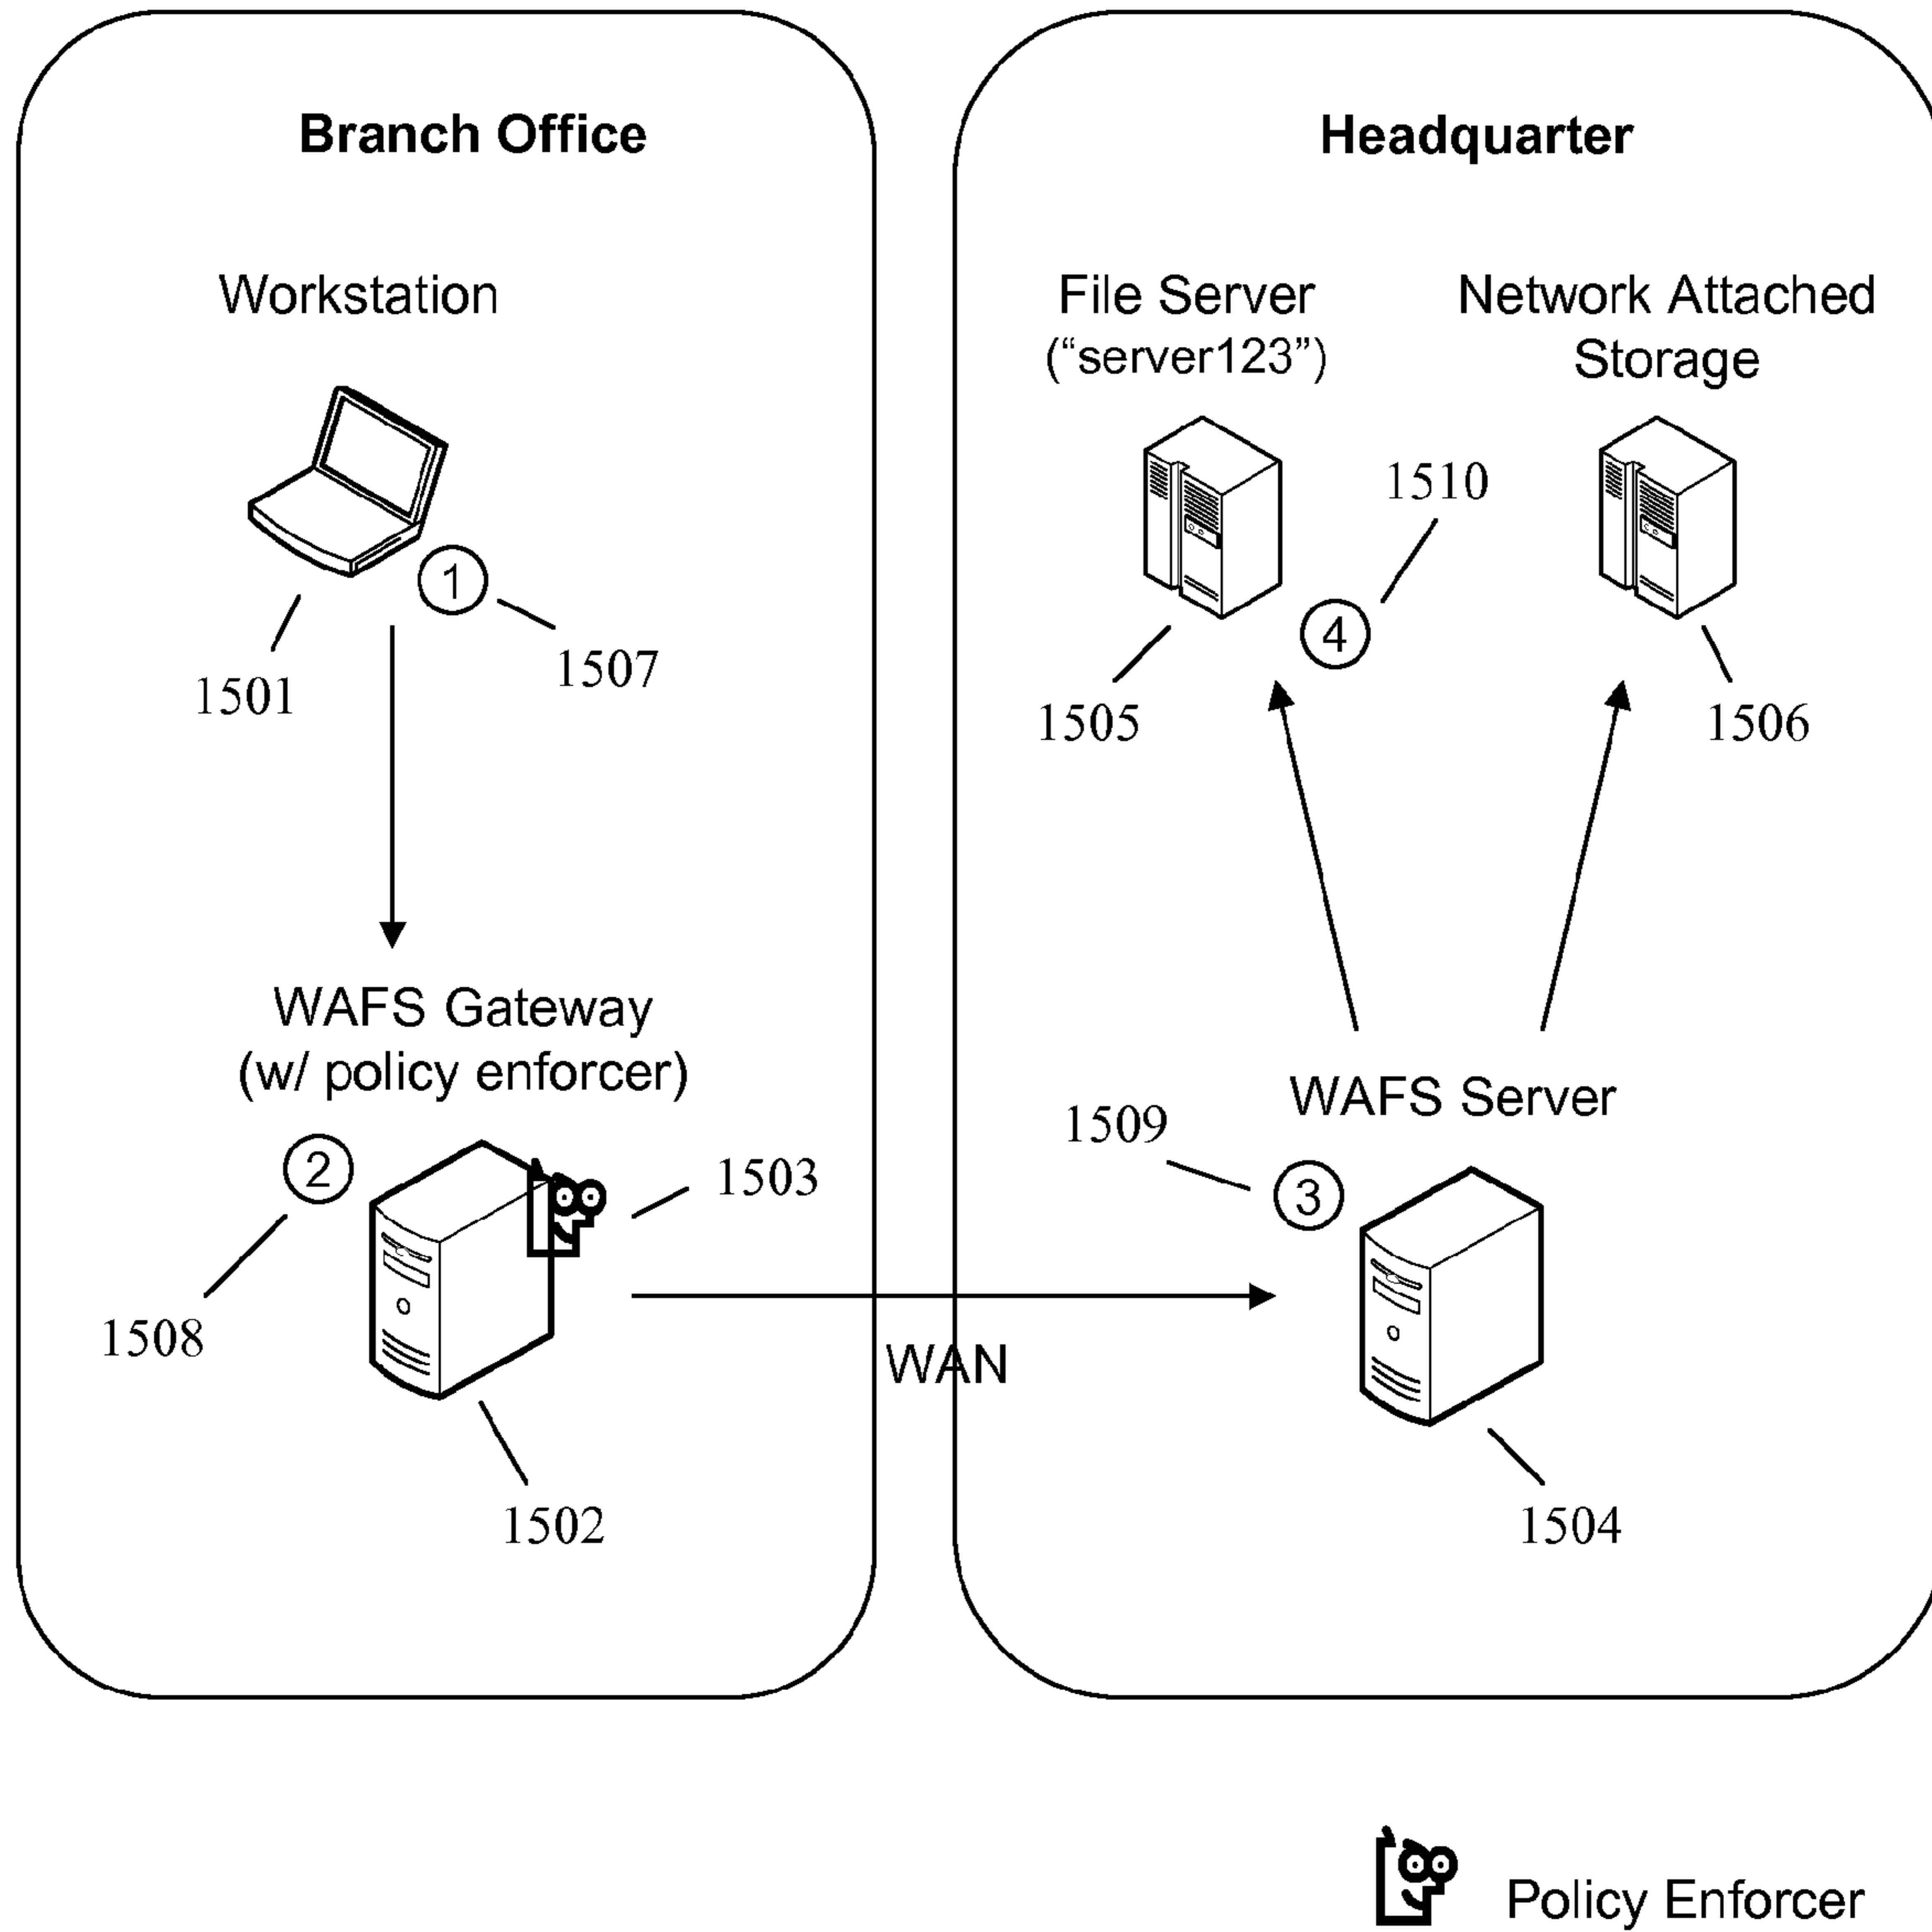 Branch Office
Workstation
1
1501
1507
WAFS Gateway
(w/ policy enforcer)
2
1503
1508
1502
WAN
Headquarter
File Server
("server123")
Network Attached
Storage
1510
4
1505
1506
WAFS Server
1509
3
1504
Policy Enforcer